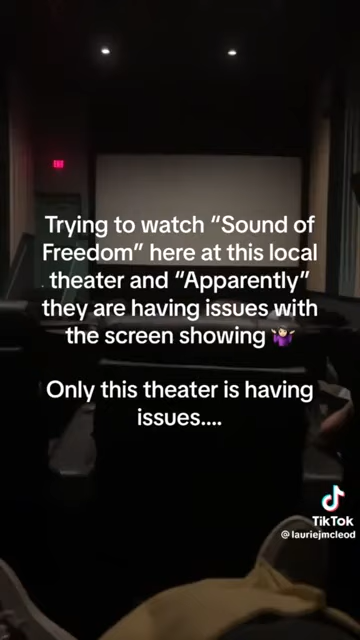 Trying to watch “Sound of
Freedom” here at this local
theater and “Apparently”
they are having issues with
the screen showing 🤷🏻‍♀️
Only this theater is having
issues....
TikTok
@lauriejmcleod